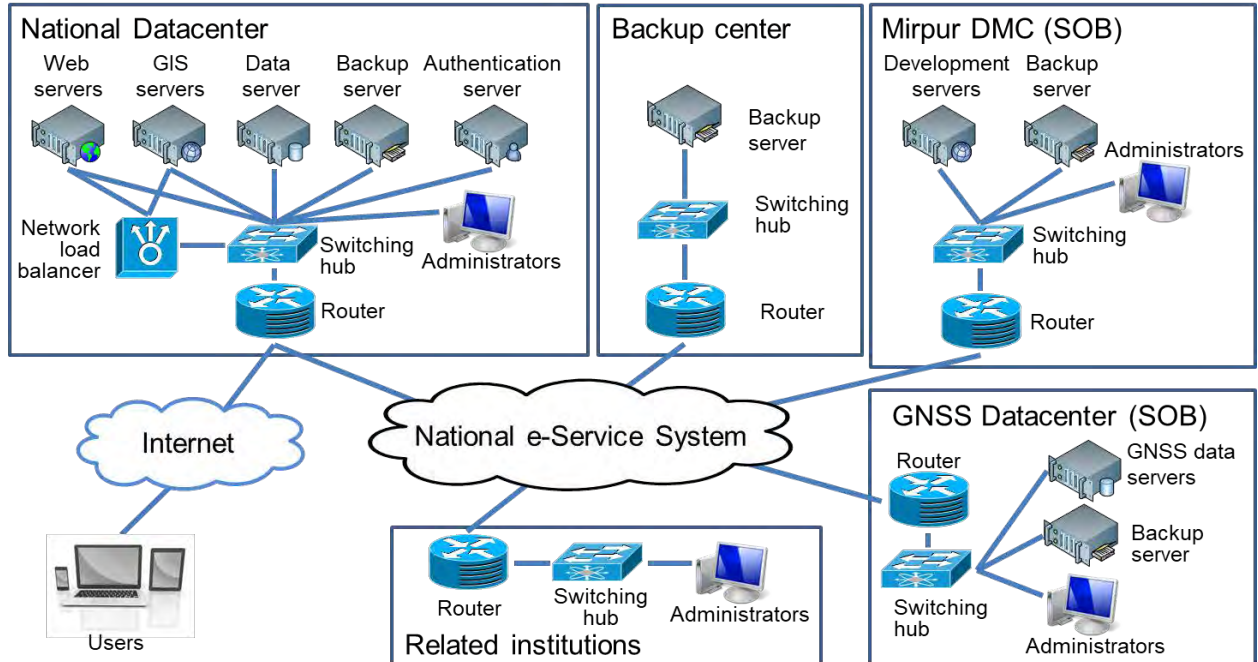 National Datacenter
Web
servers
GIS
servers
Data
server
Backup
server
Authentication
server
Network
load
balancer
Switching
hub
Administrators
Router
Backup center
Backup
server
Switching
hub
Router
Mirpur DMC (SOB)
Development
servers
Backup
server
Administrators
Switching
hub
Router
Internet
National e-Service System
Users
GNSS Datacenter (SOB)
Router
GNSS data
servers
Backup
server
Switching
hub
Administrators
Router
Switching
hub
Administrators
Related institutions